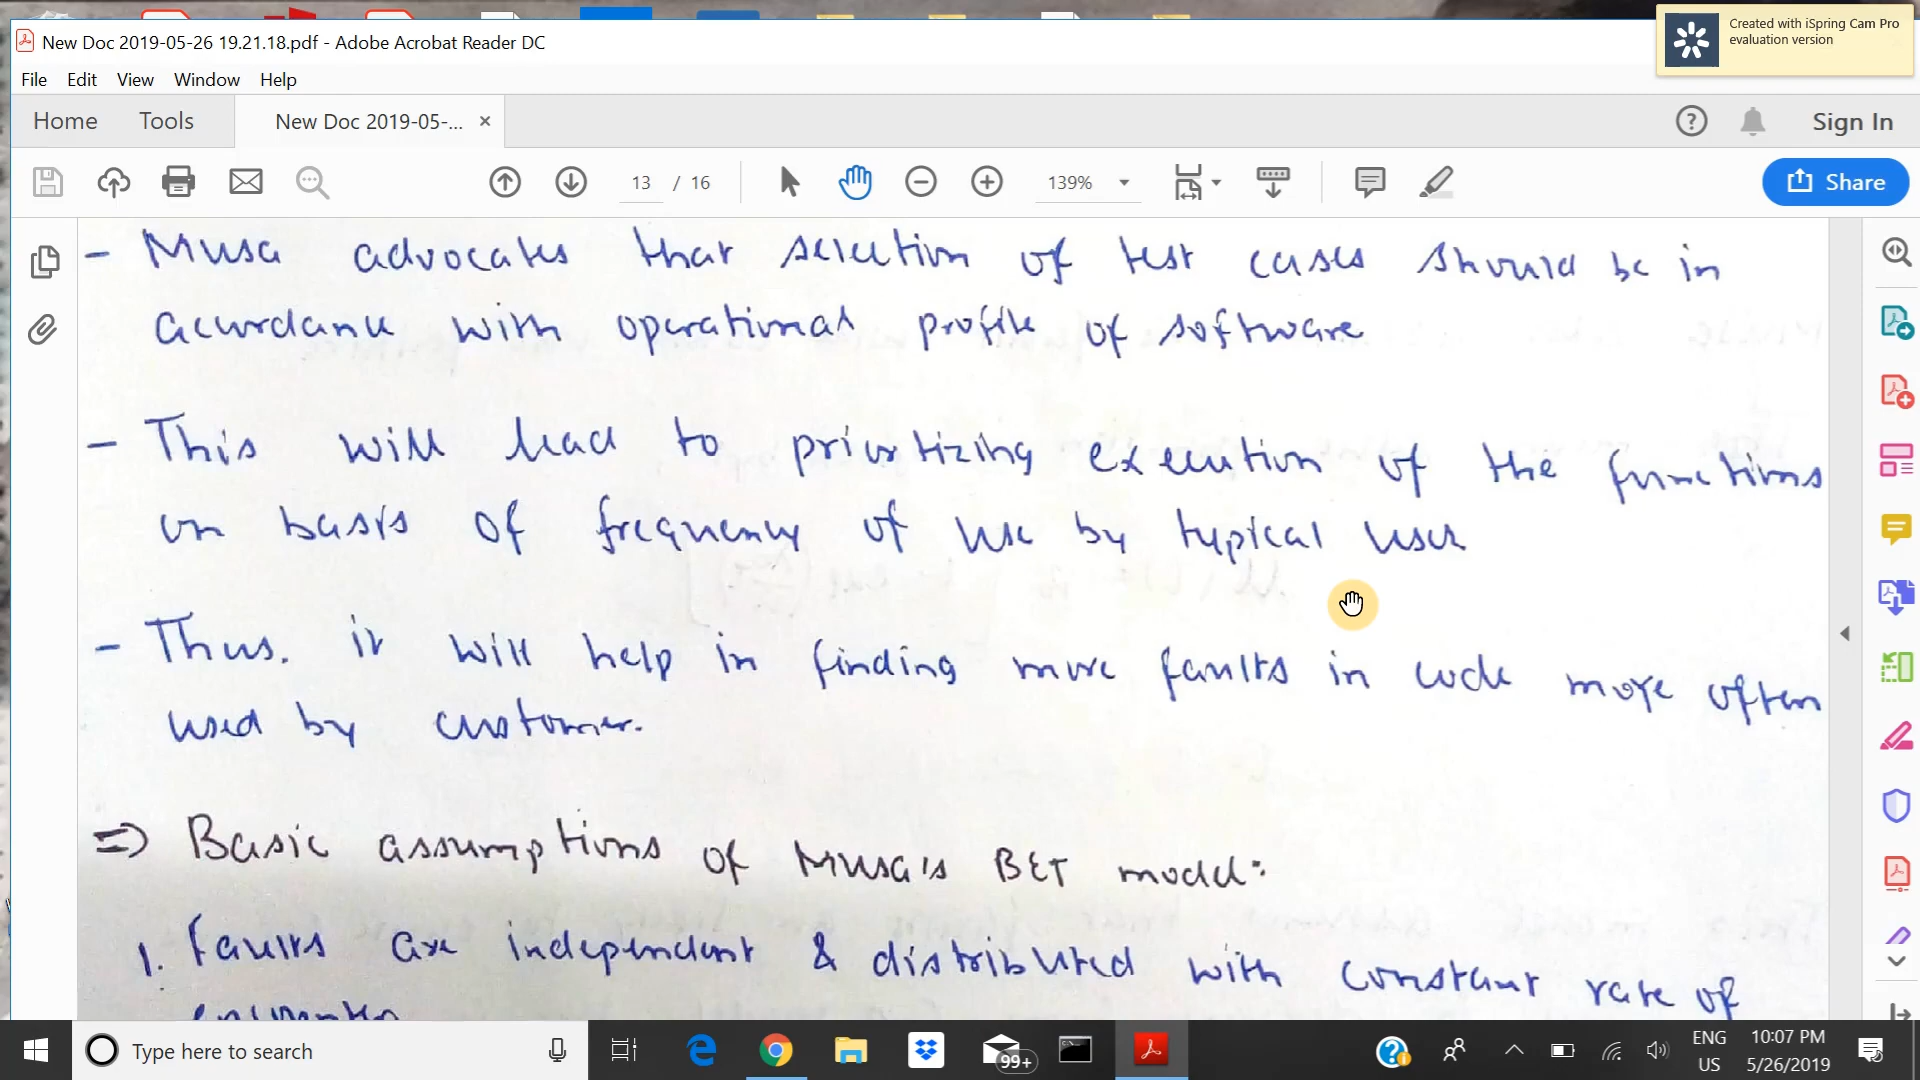 Created with iSpring Cam Pro
evaluation version
New Doc 2019-05-26 19.21.18.pdf - Adobe Acrobat Reader DC
File Edit View Window Help
Home Tools New Doc 2019-05-... × Sign In
13 / 16 139% Share
- Musa advocates that selection of test cases should be in
accordance with operational profile of software
- This will lead to prioritizing execution of the functions
on basis of frequency of use by typical user
- Thus. it will help in finding more faults in code more often
used by customer.
⇒ Basic assumptions of Musa's BET model:
1. Faults are independent & distributed with constant rate of
encounter
Type here to search
99+
ENG
US
10:07 PM
5/26/2019